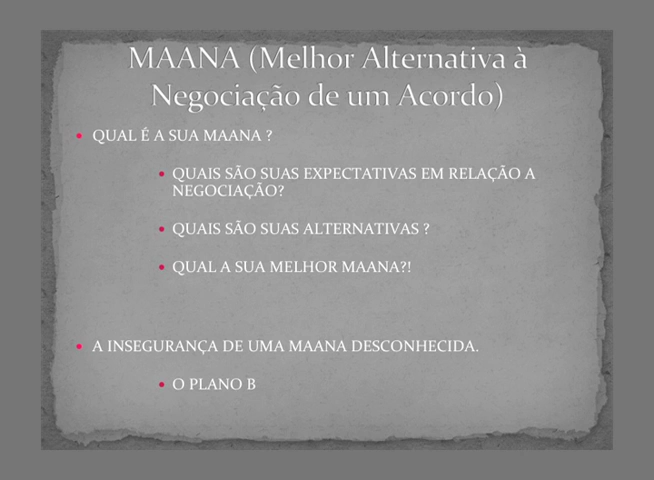 MAANA (Melhor Alternativa à
Negociação de um Acordo)
• QUAL É A SUA MAANA ?
• QUAIS SÃO SUAS EXPECTATIVAS EM RELAÇÃO A
NEGOCIAÇÃO?
• QUAIS SÃO SUAS ALTERNATIVAS ?
• QUAL A SUA MELHOR MAANA?!
• A INSEGURANÇA DE UMA MAANA DESCONHECIDA.
• O PLANO B